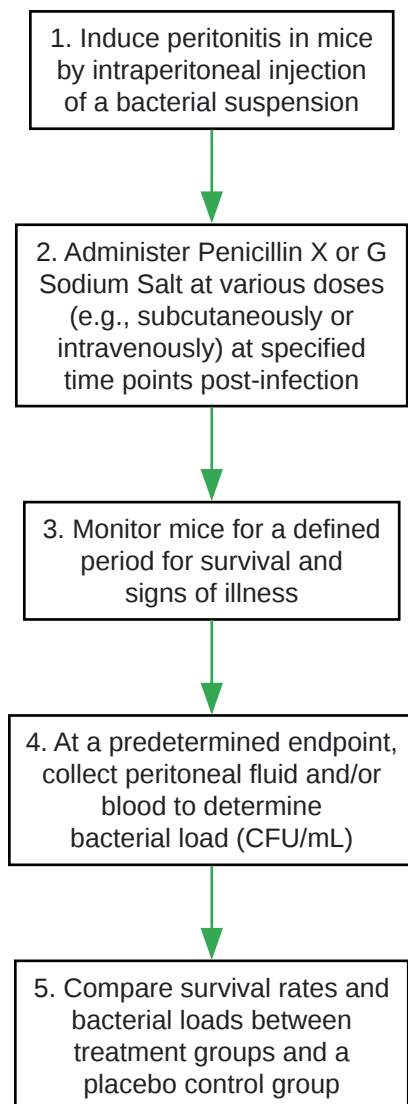 1. Induce peritonitis in mice
by intraperitoneal injection
of a bacterial suspension
2. Administer Penicillin X or G
Sodium Salt at various doses
(e.g., subcutaneously or
intravenously) at specified
time points post-infection
3. Monitor mice for a defined
period for survival and
signs of illness
4. At a predetermined endpoint,
collect peritoneal fluid and/or
blood to determine
bacterial load (CFU/mL)
5. Compare survival rates and
bacterial loads between
treatment groups and a
placebo control group